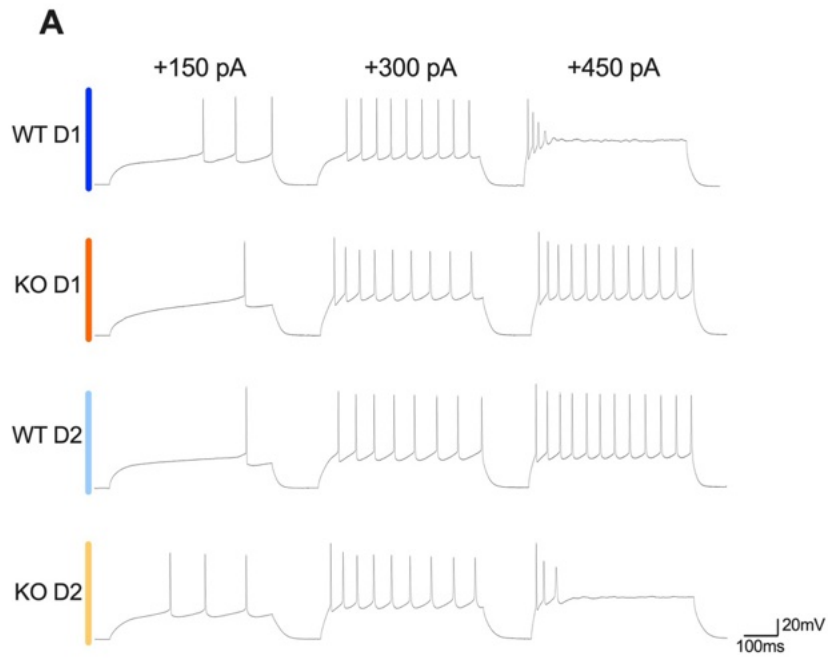 A
+150 pA +300 pA +450 pA
WT D1
KO D1
WT D2
KO D2
20mV
100ms